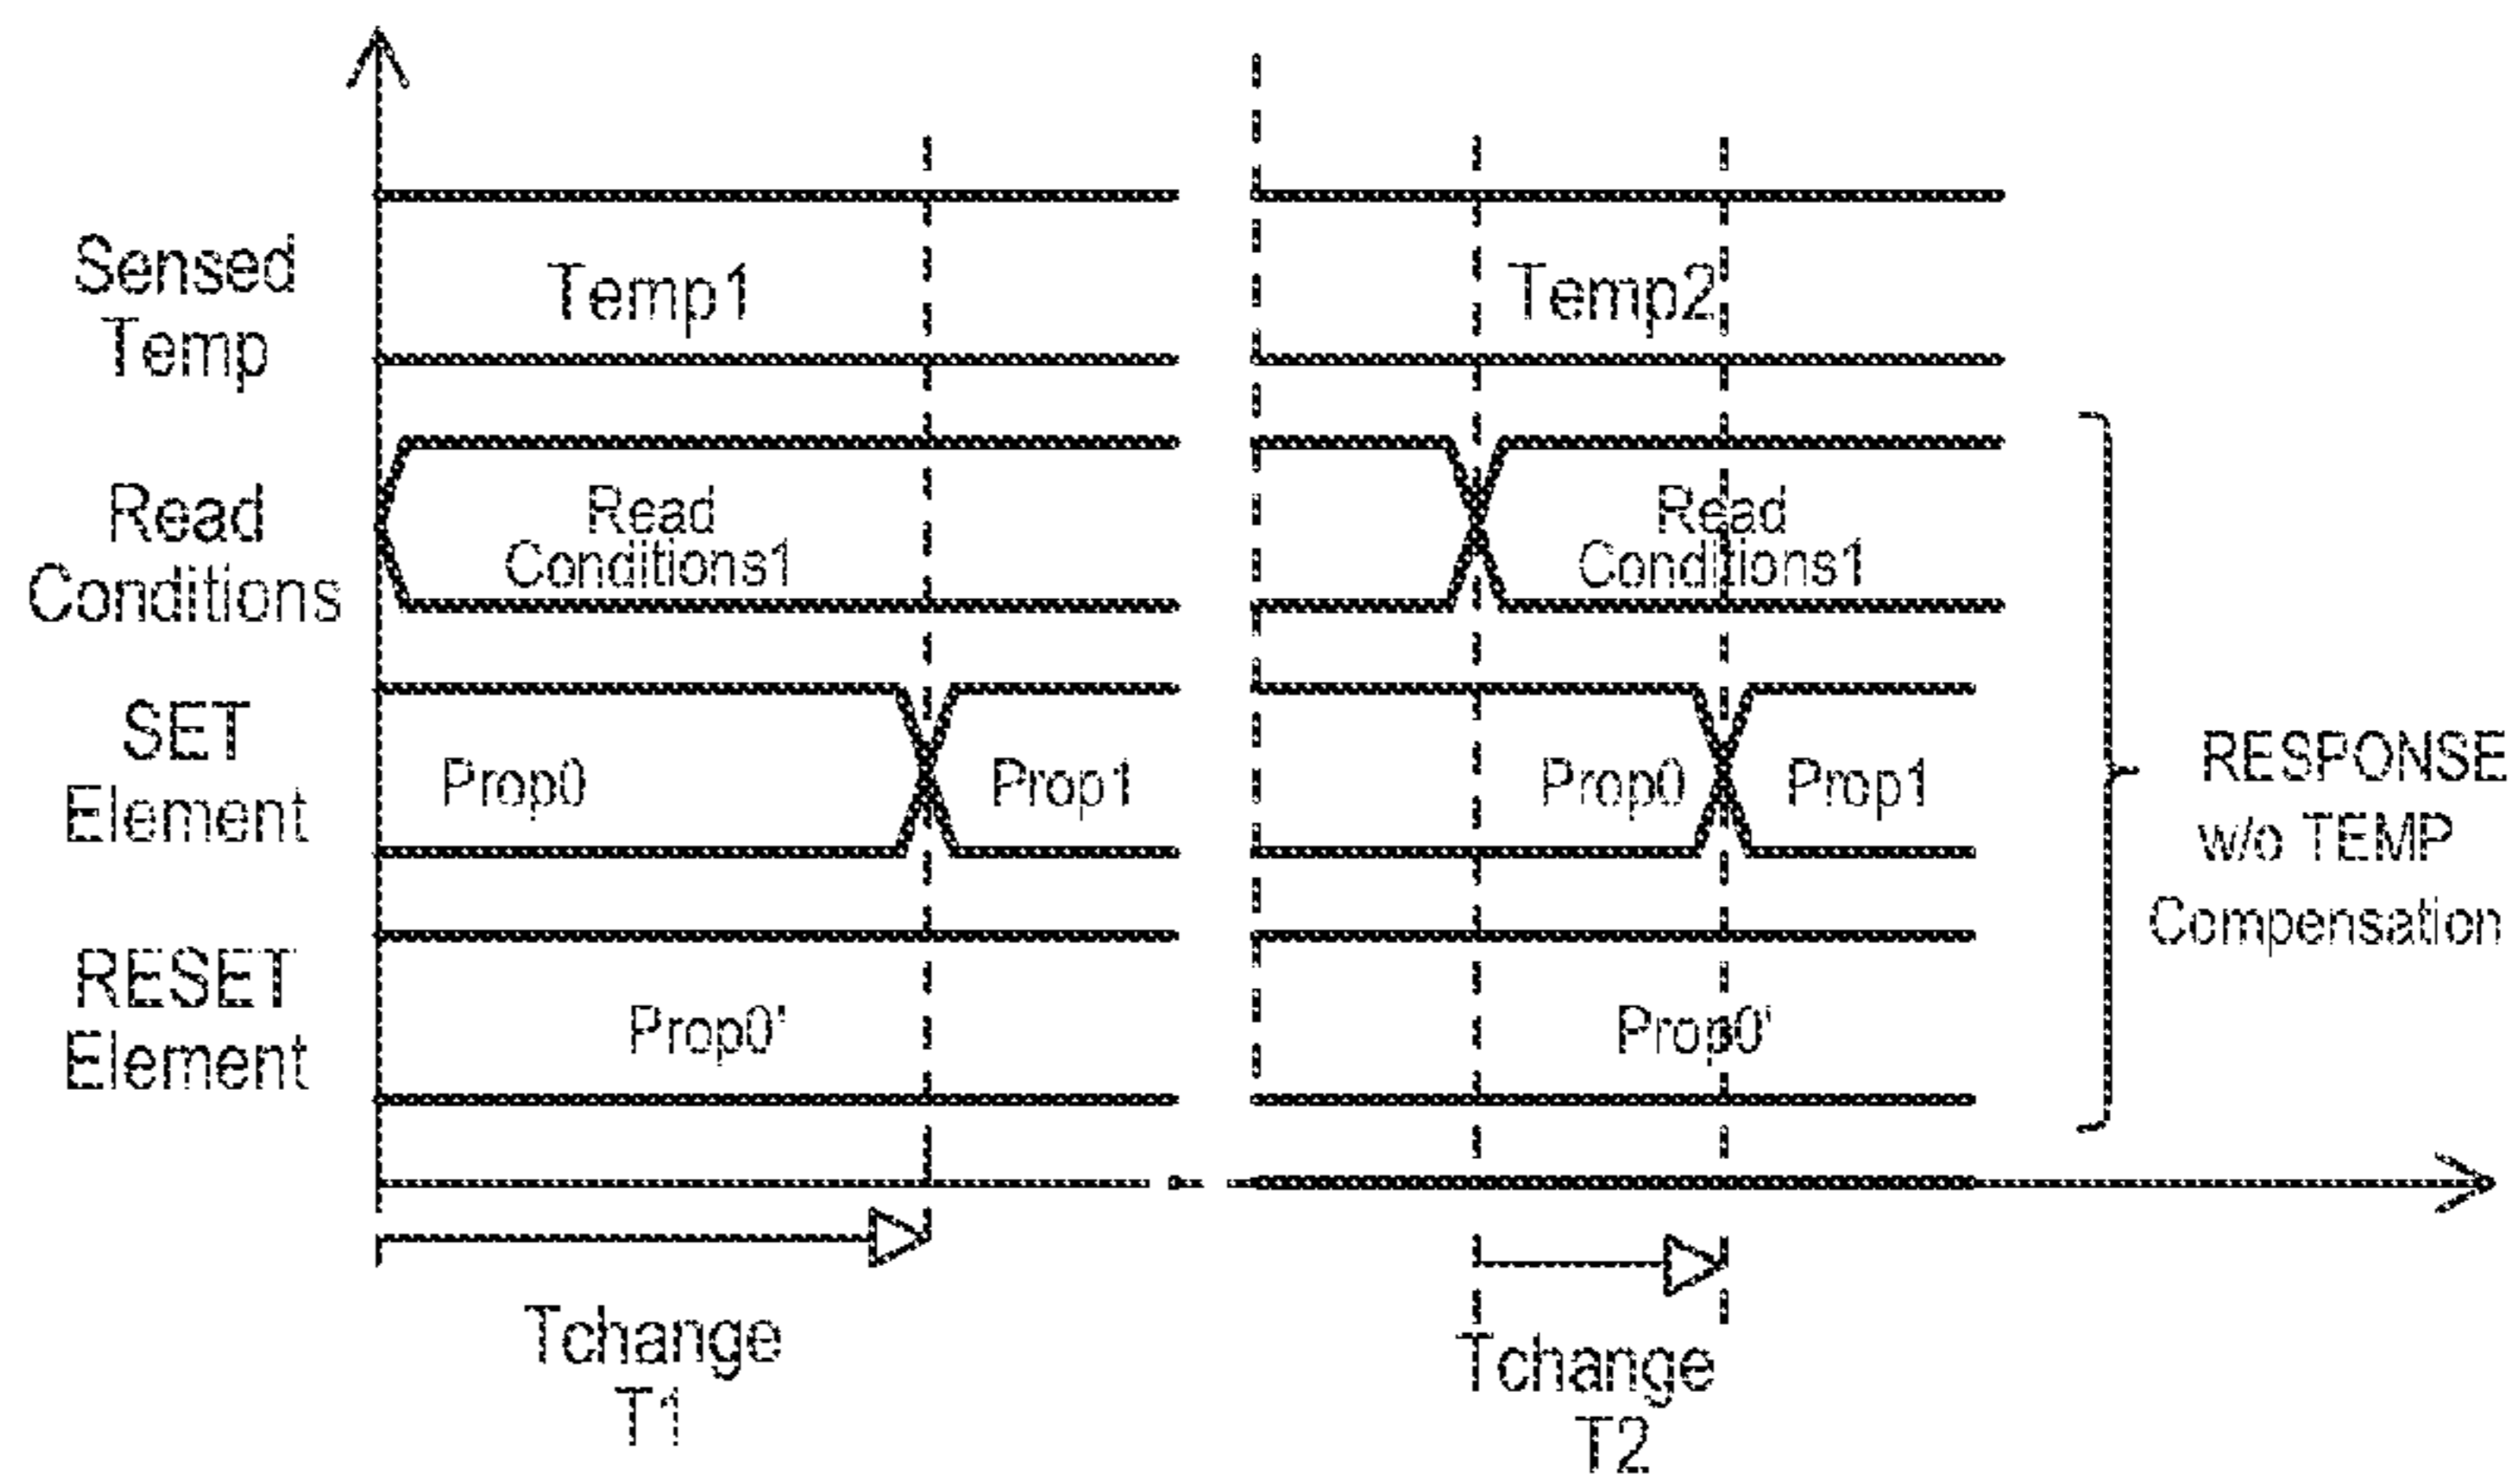 Sensed
Temp
Temp1
Temp2
Read
Conditions
Read
Conditions1
Read
Conditions1
SET
Element
Prop0
Prop1
Prop0
Prop1
RESET
Element
Prop0'
Prop0'
RESPONSE
w/o TEMP
Compensation
Tchange
T1
Tchange
T2